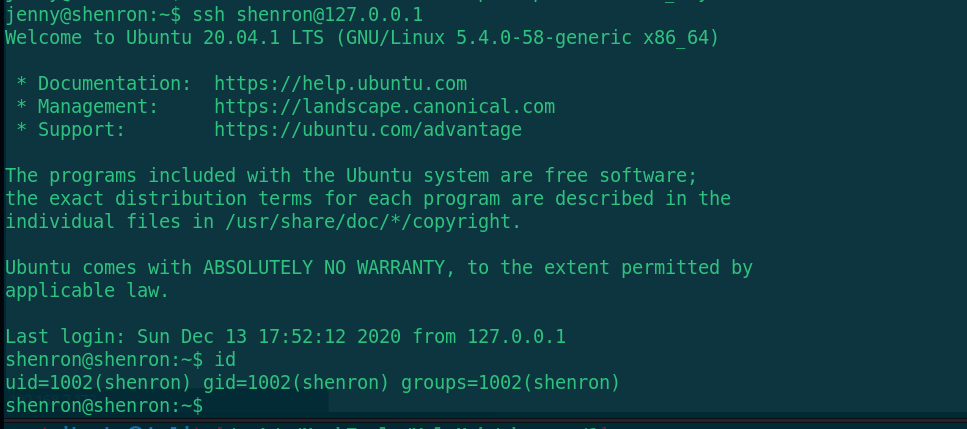 jenny@shenron:~$ ssh shenron@127.0.0.1
Welcome to Ubuntu 20.04.1 LTS (GNU/Linux 5.4.0-58-generic x86_64)
* Documentation:  https://help.ubuntu.com
* Management:     https://landscape.canonical.com
* Support:        https://ubuntu.com/advantage
The programs included with the Ubuntu system are free software;
the exact distribution terms for each program are described in the
individual files in /usr/share/doc/*/copyright.
Ubuntu comes with ABSOLUTELY NO WARRANTY, to the extent permitted by
applicable law.
Last login: Sun Dec 13 17:52:12 2020 from 127.0.0.1
shenron@shenron:~$ id
uid=1002(shenron) gid=1002(shenron) groups=1002(shenron)
shenron@shenron:~$